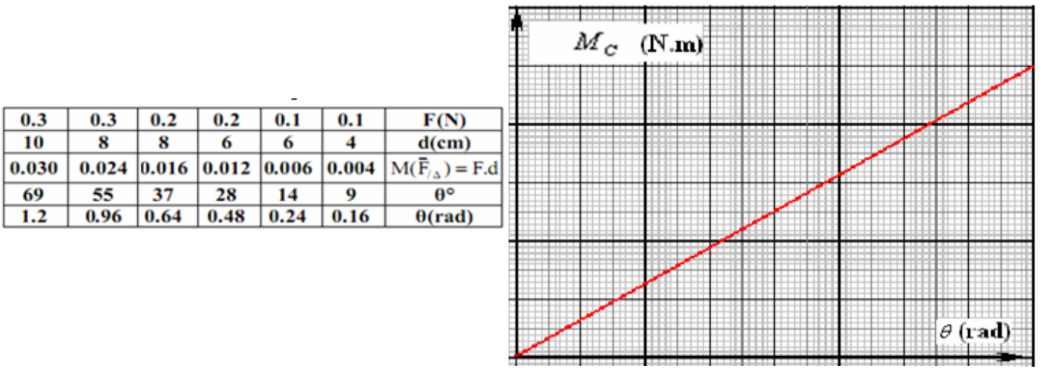 0.3 0.3 0.2 0.2 0.1 0.1 F(N)
10 8 8 6 6 4 d(cm)
0.030 0.024 0.016 0.012 0.006 0.004 M(F̄/Δ) = F.d
69 55 37 28 14 9 θ°
1.2 0.96 0.64 0.48 0.24 0.16 θ(rad)
M_C (N.m)
θ (rad)